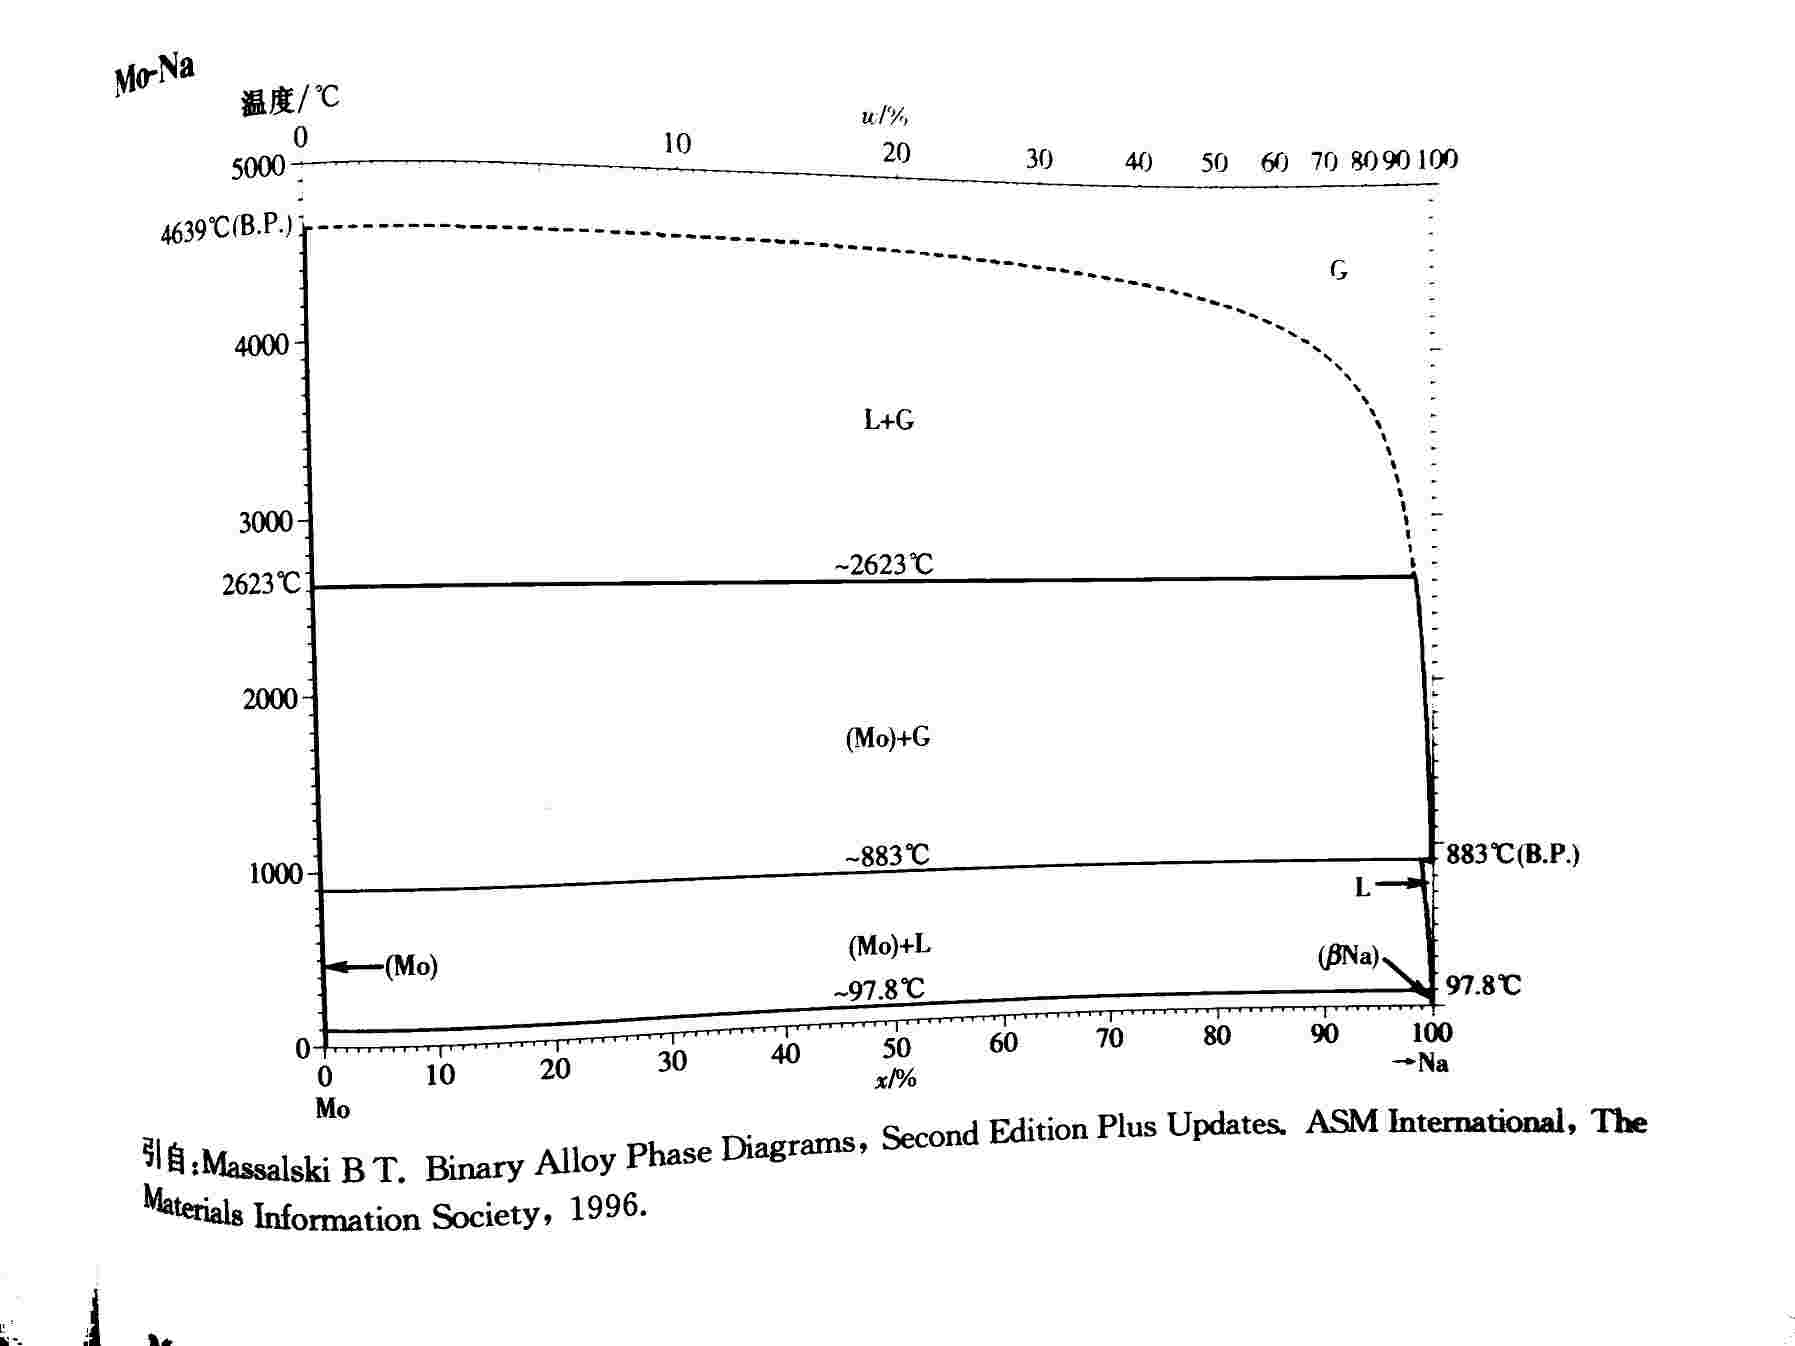 Mo-Na
温度/℃
w/%
0 10 20 30 40 50 60 70 80 90 100
5000
4639℃(B.P.)
G
4000
L+G
3000
~2623℃
2623℃
2000
(Mo)+G
~883℃
883℃(B.P.)
1000
L
(Mo)+L
(βNa)
(Mo)
~97.8℃
97.8℃
0
0 10 20 30 40 50 60 70 80 90 100
x/%
→Na
Mo
引自:Massalski B T. Binary Alloy Phase Diagrams, Second Edition Plus Updates. ASM International, The
Materials Information Society, 1996.